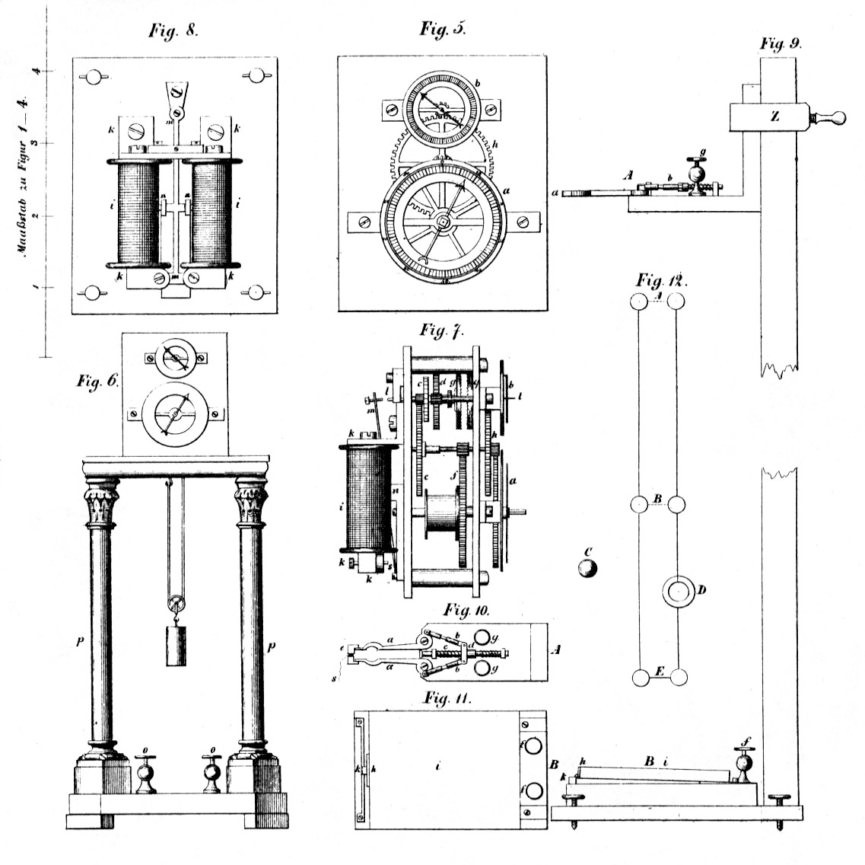 Fig. 8.
Fig. 5.
Fig. 9.
Maaßstab zu Figur 1—4.
4
3
2
1
k
k
m
i
i
n
n
k
m
k
b
h
a
Z
g
A
b
a
Fig. 12.
A
B
C
D
E
Fig. 6.
p
p
o
o
Fig. 7.
c
d
g
g
b
l
l
m
k
h
c
f
a
i
n
k
k
s
Fig. 10.
e
a
b
c
d
g
A
s
a
b
g
Fig. 11.
k
h
i
f
f
B
k
h
B
i
f